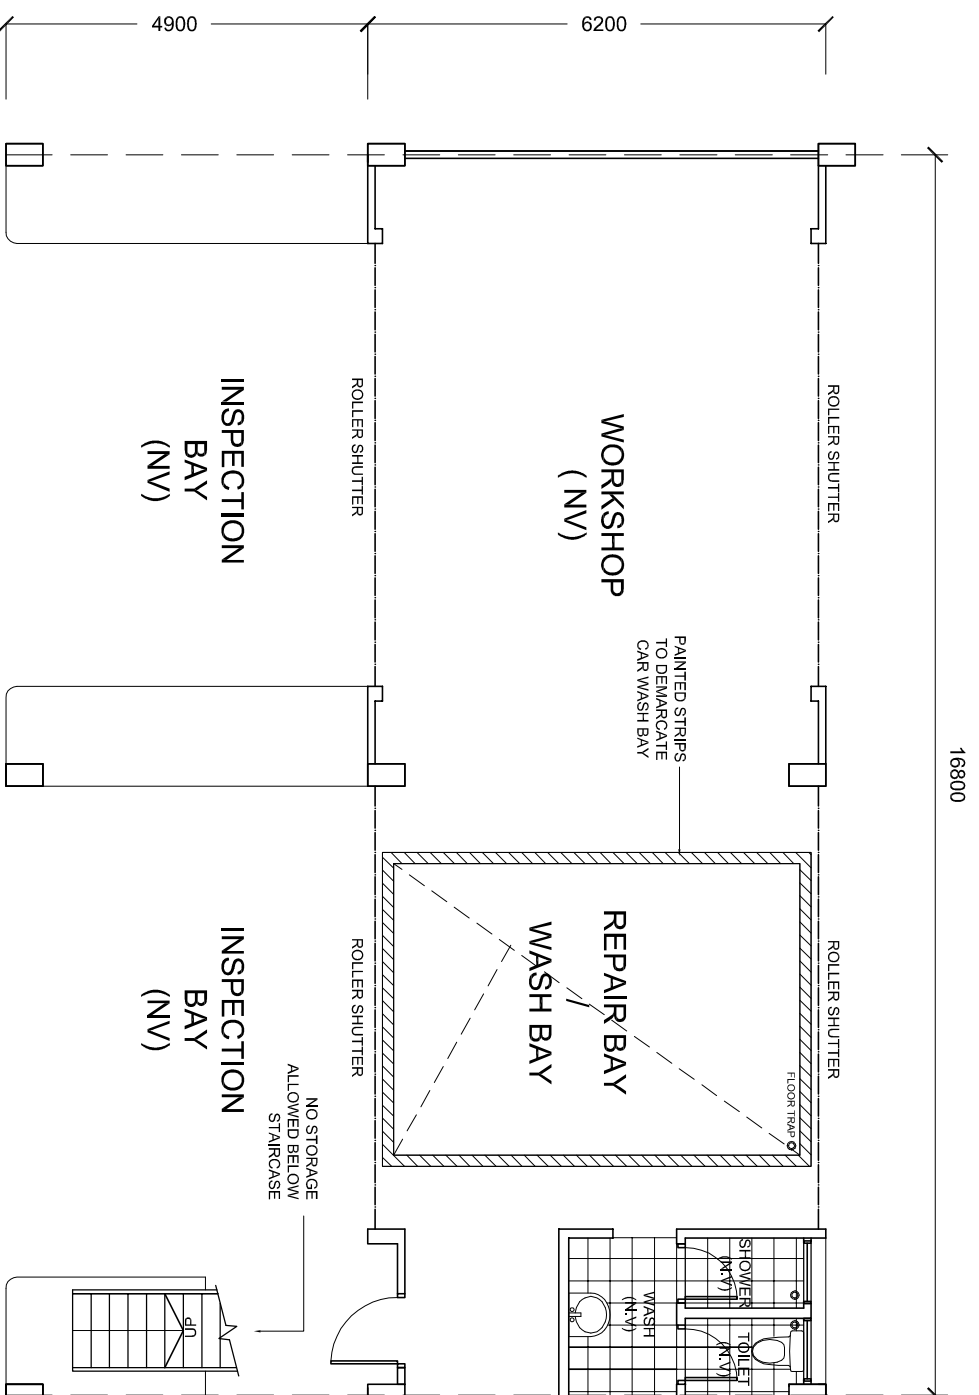 4900
6200
16800
ROLLER SHUTTER
ROLLER SHUTTER
WORKSHOP
( NV)
INSPECTION
BAY
(NV)
PAINTED STRIPS
TO DEMARCATE
CAR WASH BAY
ROLLER SHUTTER
ROLLER SHUTTER
REPAIR BAY
/
WASH BAY
FLOOR TRAP
INSPECTION
BAY
(NV)
NO STORAGE
ALLOWED BELOW
STAIRCASE
SHOWER
(N.V)
TOILET
(N.V)
WASH
(N.V)
UP